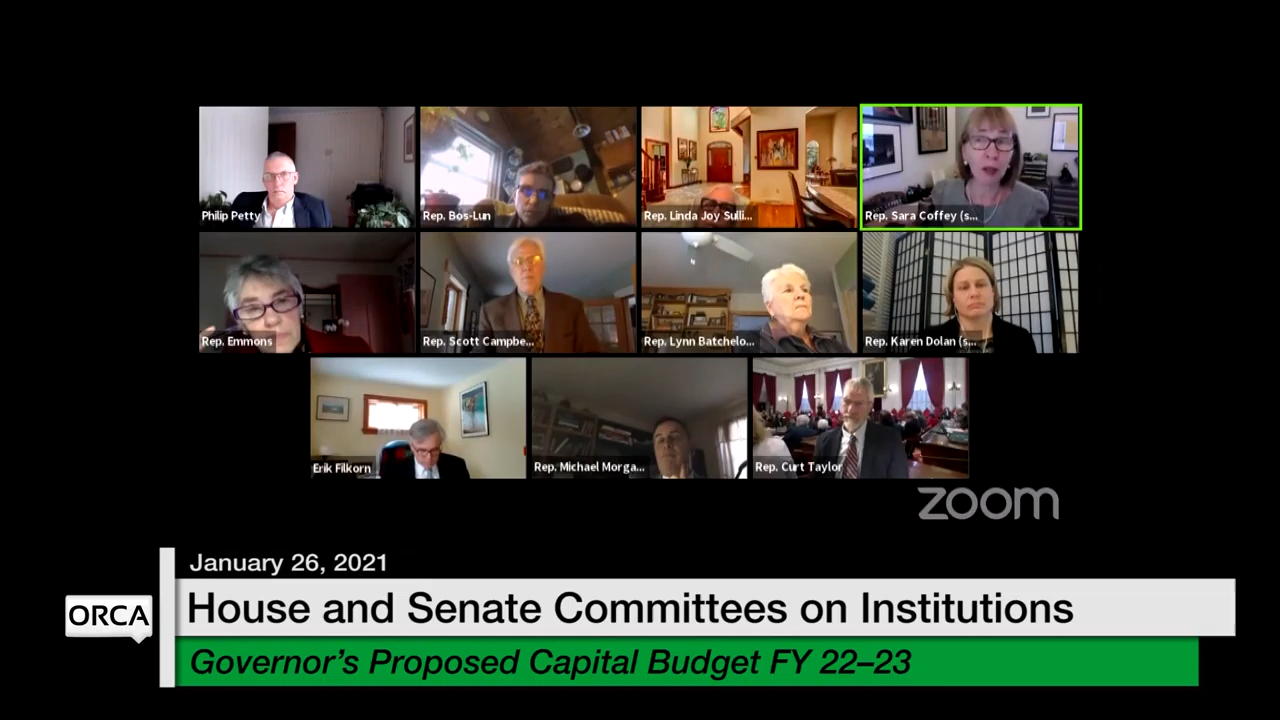 Philip Petty
Rep. Bos-Lun
Rep. Linda Joy Sulli...
Rep. Sara Coffey (s...
Rep. Emmons
Rep. Scott Campbe...
Rep. Lynn Batchelo...
Rep. Karen Dolan (s...
Erik Filkorn
Rep. Michael Morga...
Rep. Curt Taylor
zoom
January 26, 2021
ORCA
House and Senate Committees on Institutions
Governor's Proposed Capital Budget FY 22–23